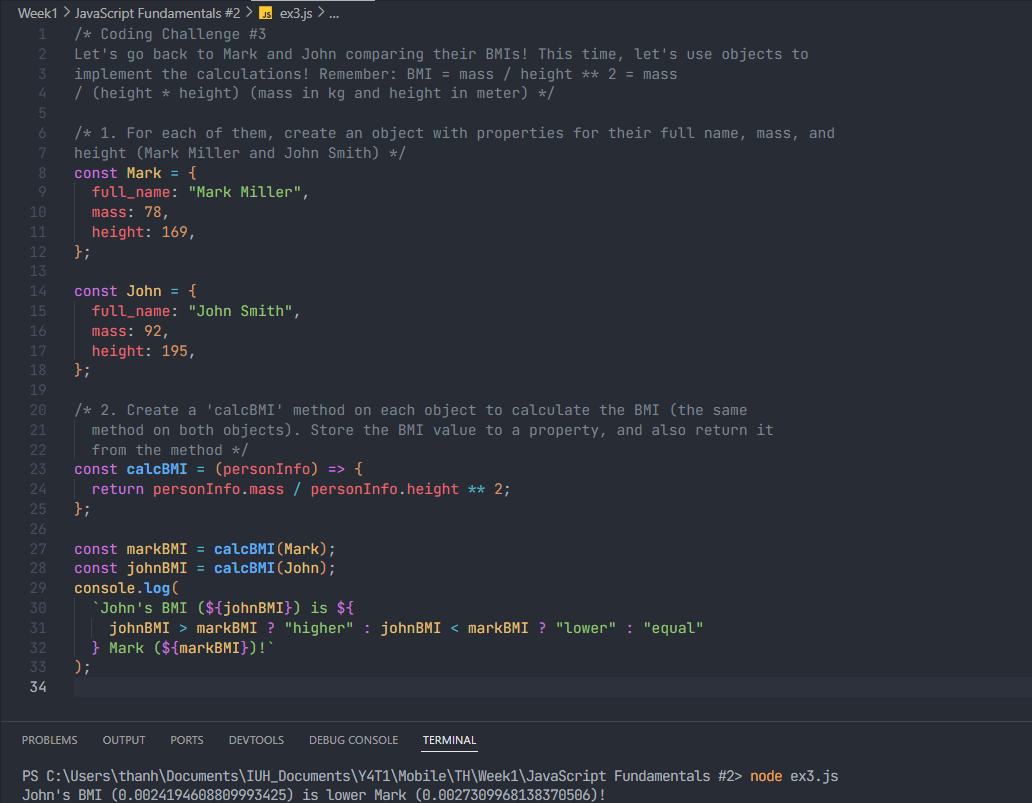 Week1 > JavaScript Fundamentals #2 > JS ex3.js > ...
1 /* Coding Challenge #3
2 Let's go back to Mark and John comparing their BMIs! This time, let's use objects to
3 implement the calculations! Remember: BMI = mass / height ** 2 = mass
4 / (height * height) (mass in kg and height in meter) */
5
6 /* 1. For each of them, create an object with properties for their full name, mass, and
7 height (Mark Miller and John Smith) */
8 const Mark = {
9   full_name: "Mark Miller",
10   mass: 78,
11   height: 169,
12 };
13
14 const John = {
15   full_name: "John Smith",
16   mass: 92,
17   height: 195,
18 };
19
20 /* 2. Create a 'calcBMI' method on each object to calculate the BMI (the same
21   method on both objects). Store the BMI value to a property, and also return it
22   from the method */
23 const calcBMI = (personInfo) => {
24   return personInfo.mass / personInfo.height ** 2;
25 };
26
27 const markBMI = calcBMI(Mark);
28 const johnBMI = calcBMI(John);
29 console.log(
30   `John's BMI (${johnBMI}) is ${
31     johnBMI > markBMI ? "higher" : johnBMI < markBMI ? "lower" : "equal"
32   } Mark (${markBMI})!`
33 );
34
PROBLEMS OUTPUT PORTS DEVTOOLS DEBUG CONSOLE TERMINAL
PS C:\Users\thanh\Documents\IUH_Documents\Y4T1\Mobile\TH\Week1\JavaScript Fundamentals #2> node ex3.js
John's BMI (0.0024194608809993425) is lower Mark (0.0027309968138370506)!